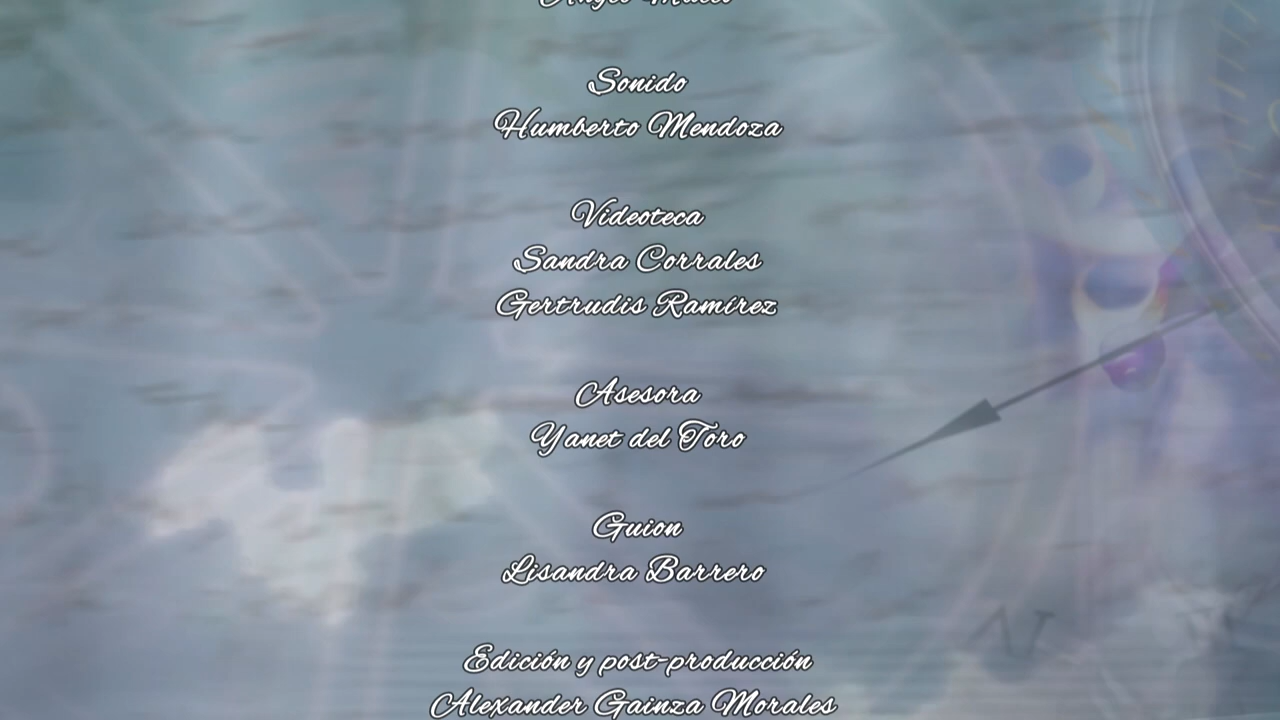 Sonido
Humberto Mendoza
Videoteca
Sandra Corrales
Gertrudis Ramírez
Asesora
Yanet del Toro
Guion
Lisandra Barrero
Edición y post-producción
Alexander Gainza Morales